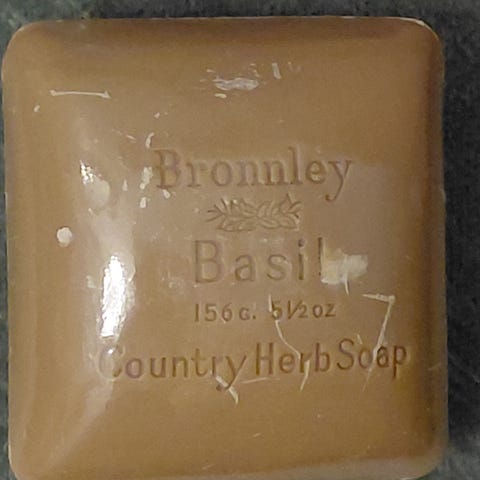 Bronnley
Basil
156G. 5½oz
Country Herb Soap